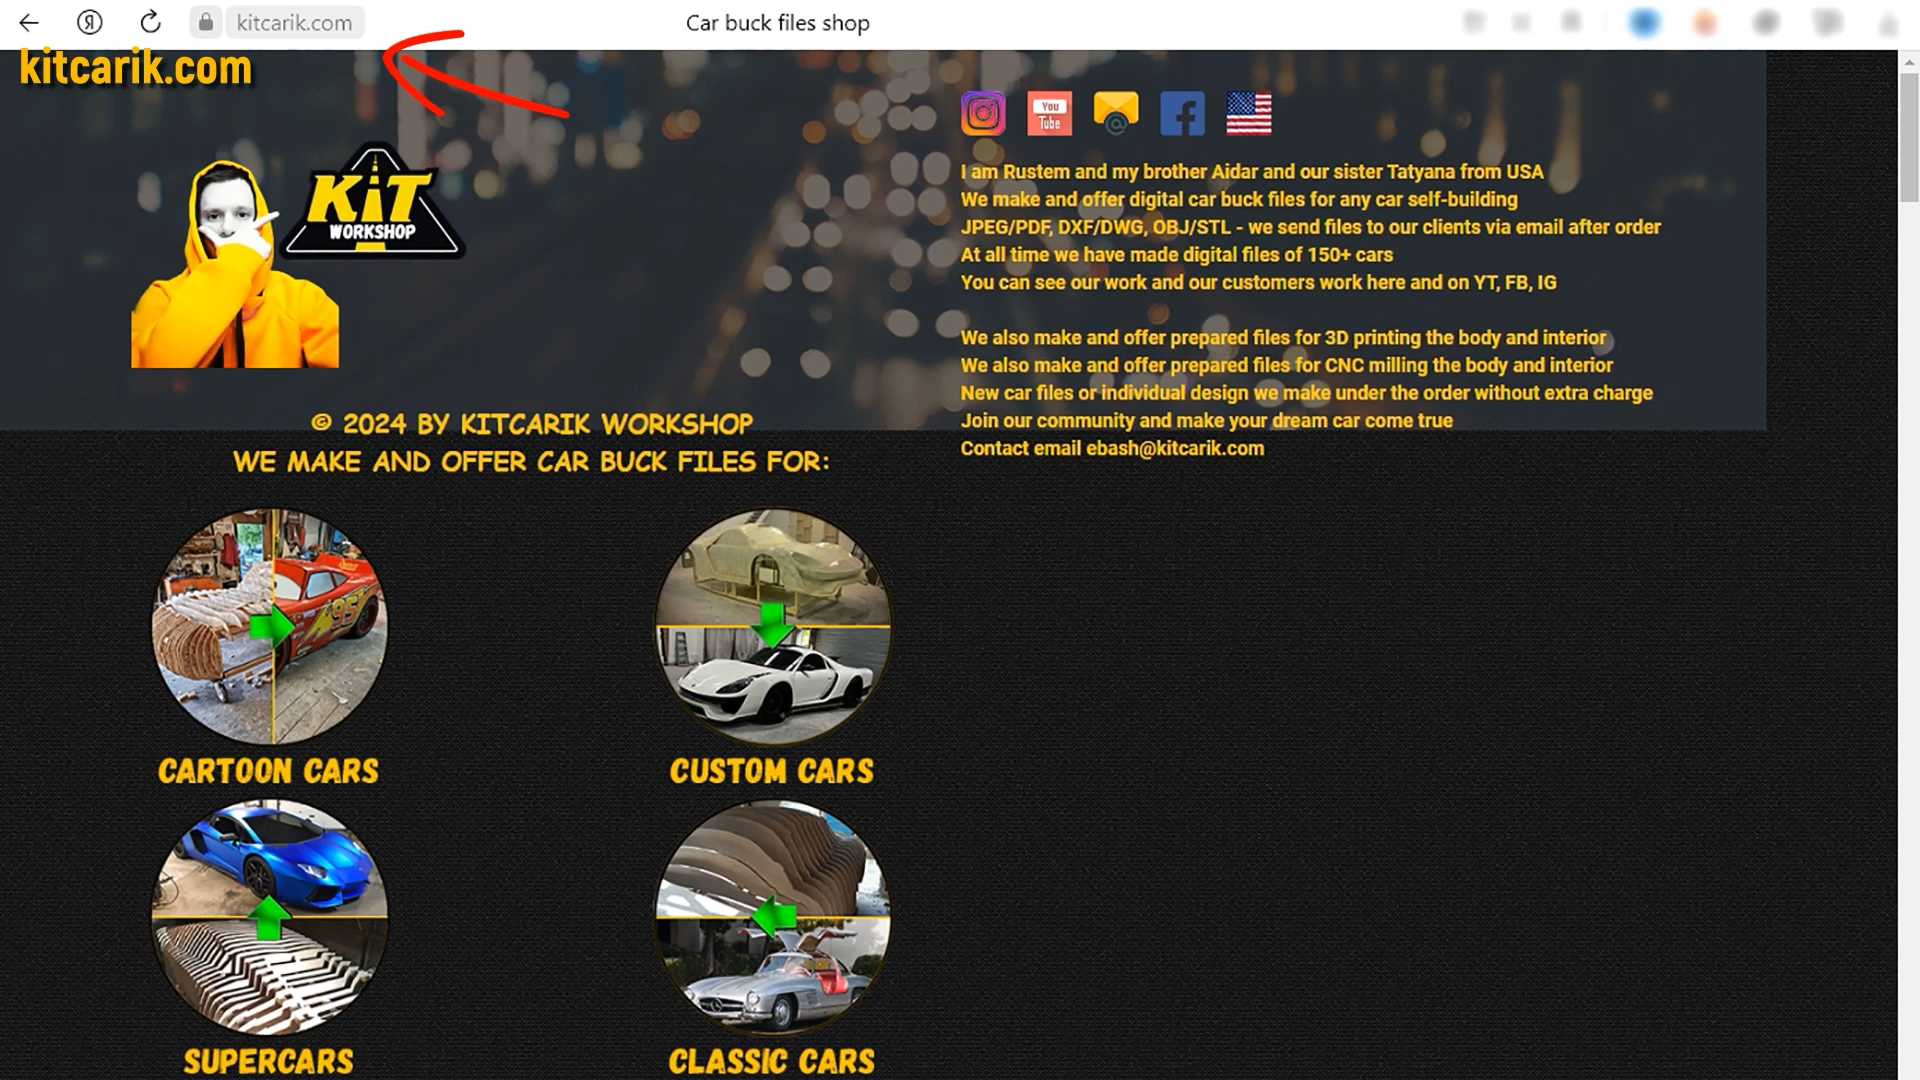 Я
kitcarik.com
Car buck files shop
kitcarik.com
You
Tube
KIT
WORKSHOP
I am Rustem and my brother Aidar and our sister Tatyana from USA
We make and offer digital car buck files for any car self-building
JPEG/PDF, DXF/DWG, OBJ/STL - we send files to our clients via email after order
At all time we have made digital files of 150+ cars
You can see our work and our customers work here and on YT, FB, IG
We also make and offer prepared files for 3D printing the body and interior
We also make and offer prepared files for CNC milling the body and interior
New car files or individual design we make under the order without extra charge
Join our community and make your dream car come true
Contact email ebash@kitcarik.com
© 2024 BY KITCARIK WORKSHOP
WE MAKE AND OFFER CAR BUCK FILES FOR:
95
CARTOON CARS
CUSTOM CARS
SUPERCARS
CLASSIC CARS